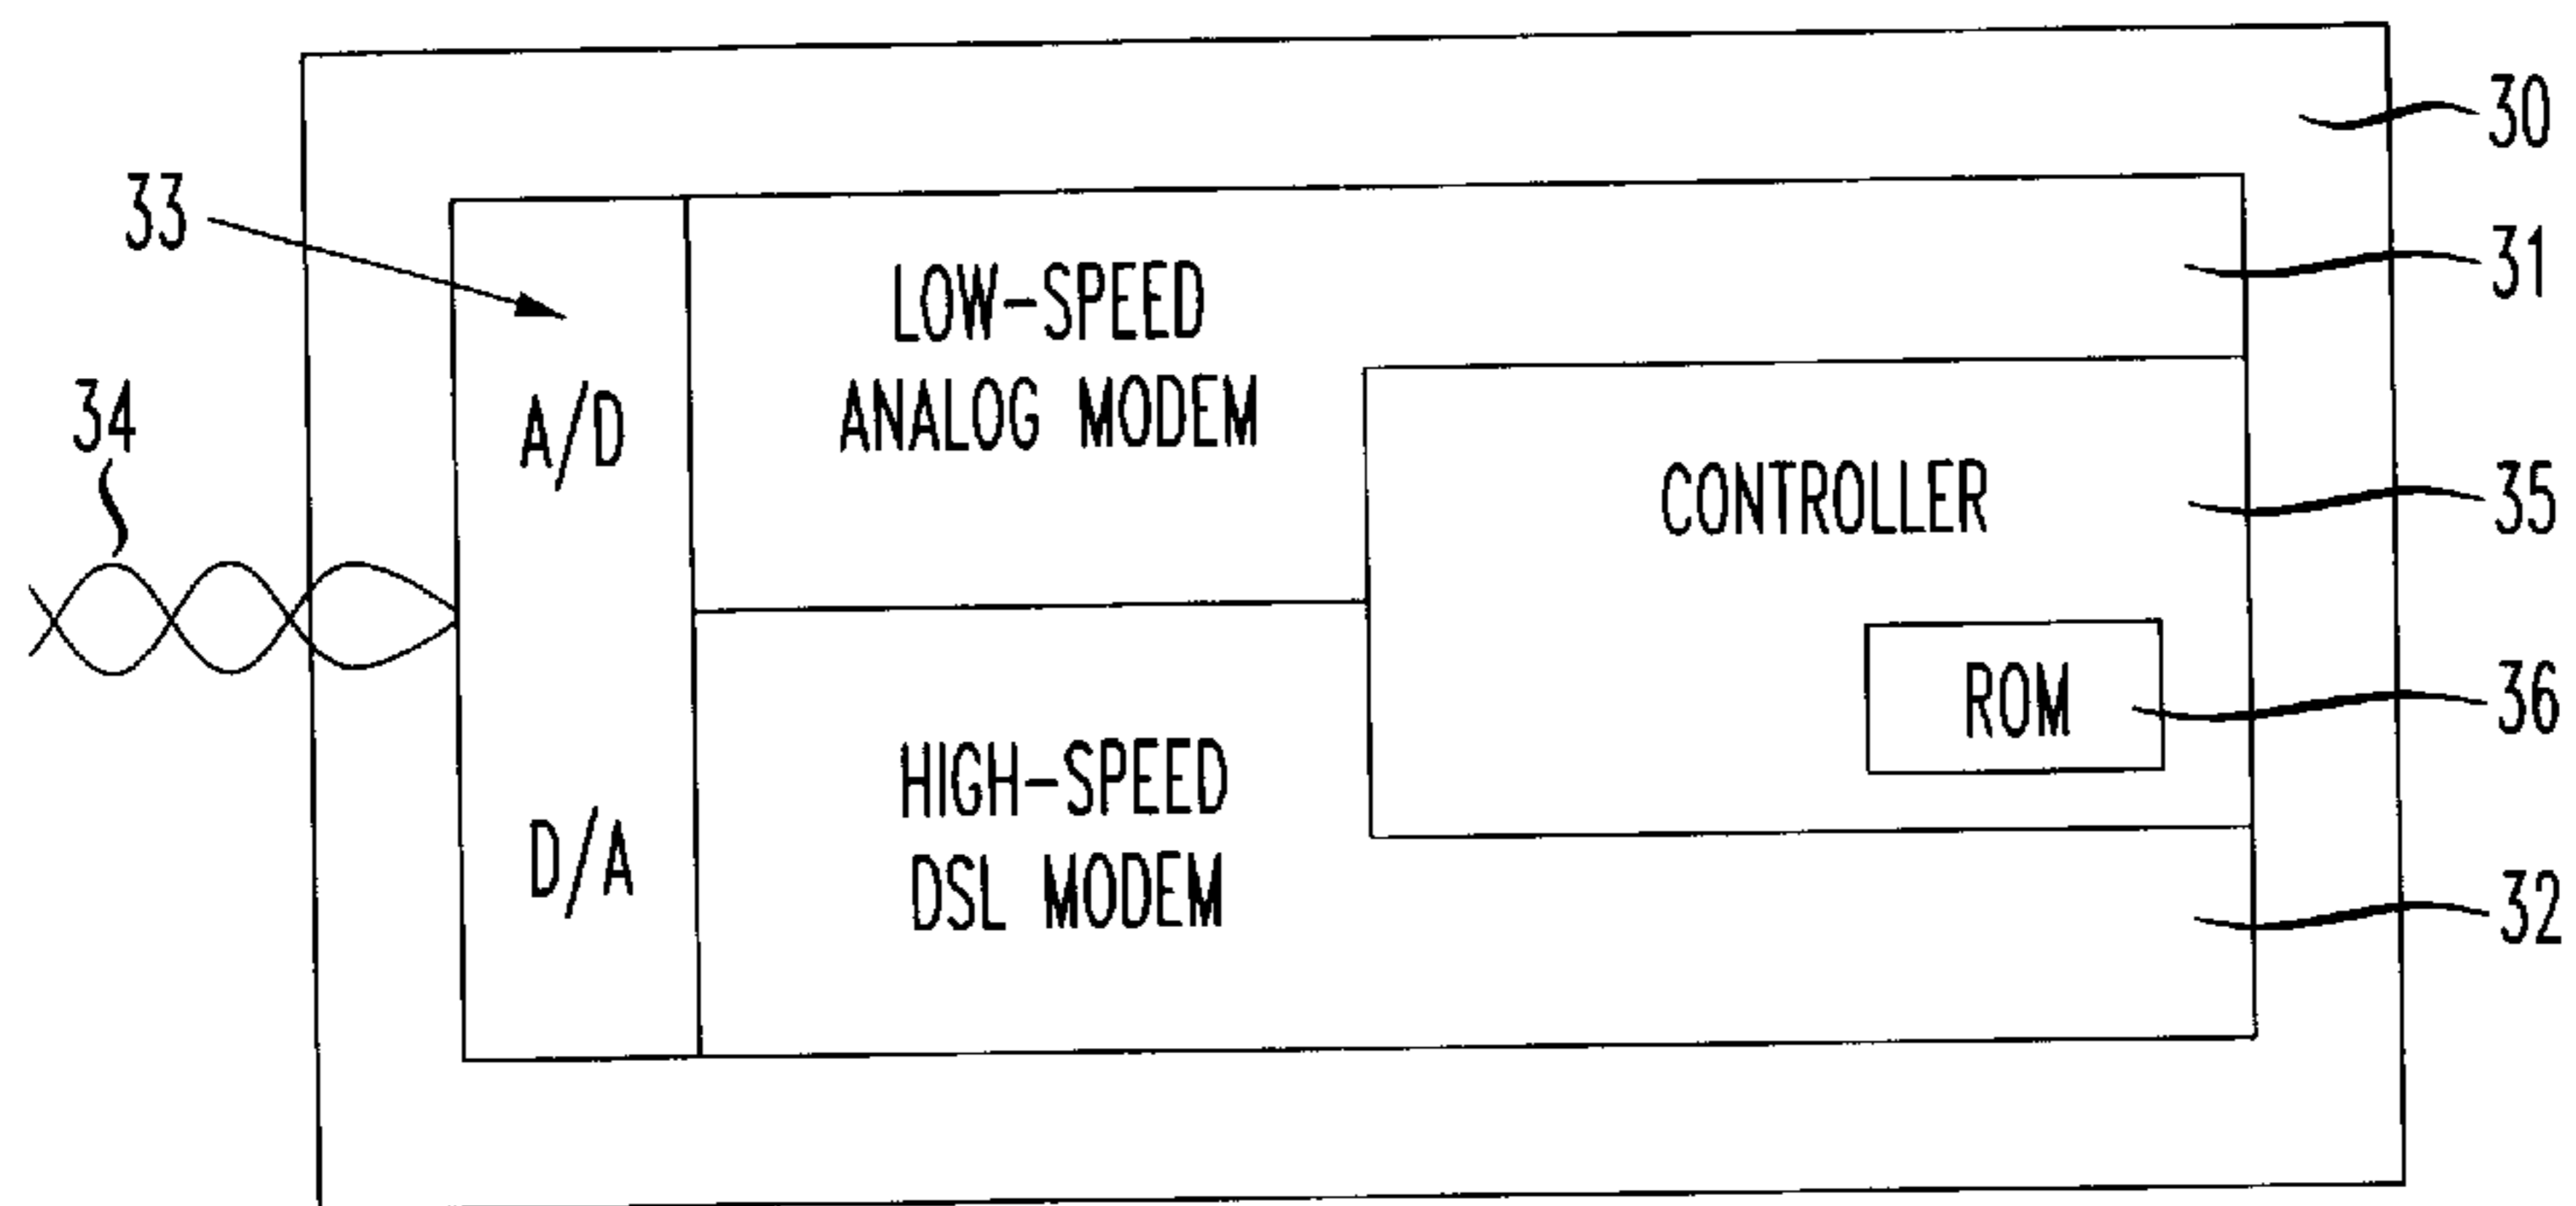 30
33
31
LOW-SPEED
ANALOG MODEM
34
A/D
CONTROLLER
35
ROM
36
HIGH-SPEED
DSL MODEM
D/A
32